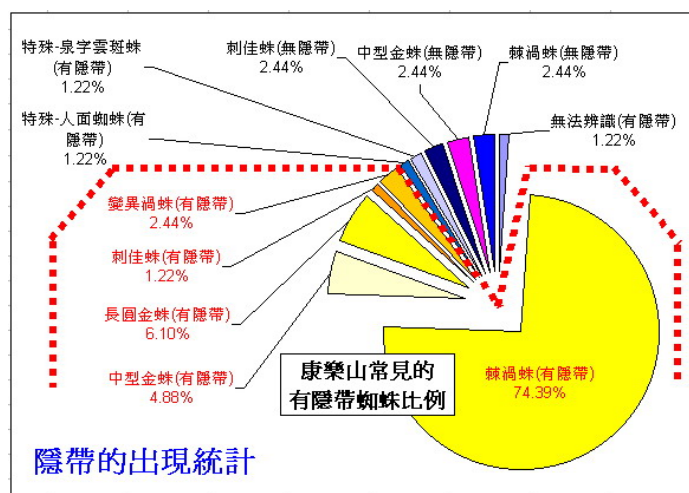 特殊-泉字雲斑蛛
(有隱帶)
1.22%
刺佳蛛(無隱帶)
2.44%
中型金蛛(無隱帶)
2.44%
棘渦蛛(無隱帶)
2.44%
無法辨識(有隱帶)
1.22%
特殊-人面蜘蛛(有
隱帶)
1.22%
變異渦蛛(有隱帶)
2.44%
刺佳蛛(有隱帶)
1.22%
長圓金蛛(有隱帶)
6.10%
中型金蛛(有隱帶)
4.88%
康樂山常見的
有隱帶蜘蛛比例
棘渦蛛(有隱帶)
74.39%
隱帶的出現統計